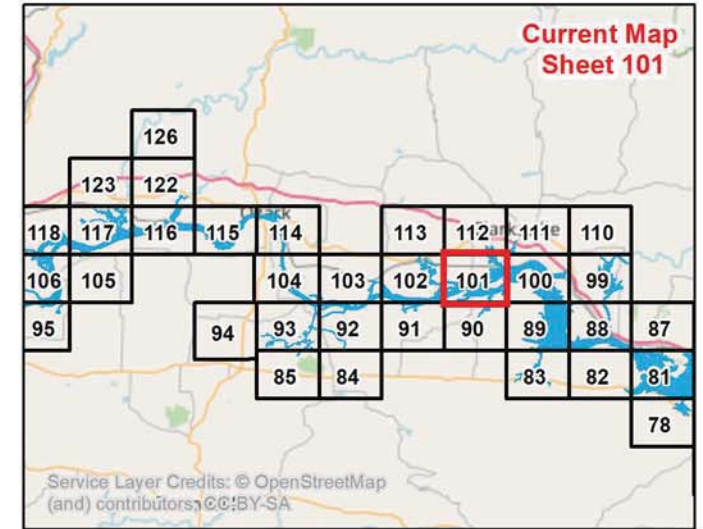 Current Map
Sheet 101
126
123 122
118 117 116 115 114 113 112 111 110
106 105 104 103 102 101 100 99
95 94 93 92 91 90 89 88 87
85 84 83 82 81
78
Service Layer Credits: © OpenStreetMap
(and) contributors, CC-BY-SA